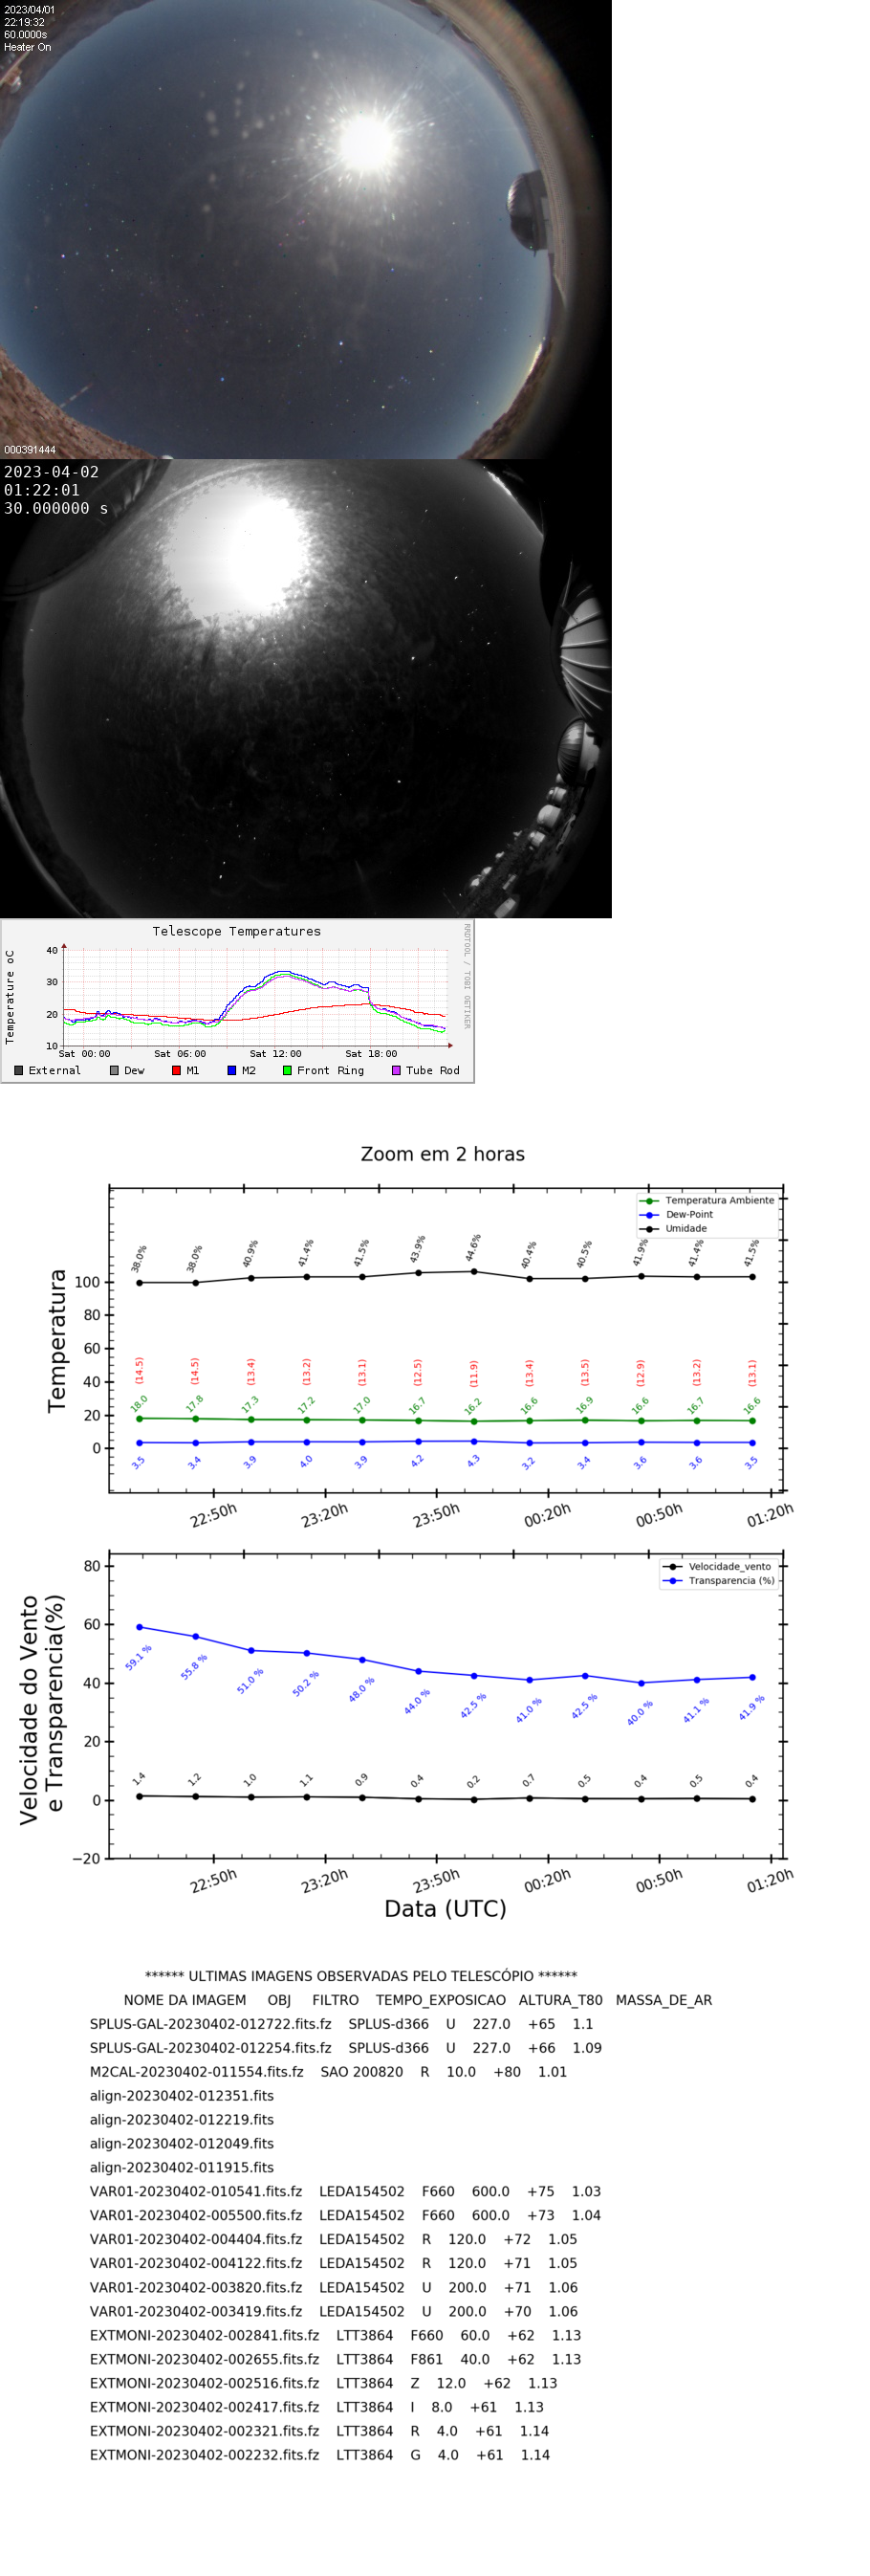 2023/04/01
22:19:32
60.0000s
Heater On
000391444
2023-04-02
01:22:01
30.000000 s
Telescope Temperatures
RRDTOOL / TOBI OETIKER
Temperature oC
40
30
20
10
Sat 00:00 Sat 06:00 Sat 12:00 Sat 18:00
External Dew M1 M2 Front Ring Tube Rod
Zoom em 2 horas
Temperatura Ambiente
Dew-Point
Umidade
Temperatura
100
80
60
40
20
0
38.0% 38.0% 40.9% 41.4% 41.5% 43.9% 44.6% 40.4% 40.5% 41.9% 41.4% 41.5%
(14.5) (14.5) (13.4) (13.2) (13.1) (12.5) (11.9) (13.4) (13.5) (12.9) (13.2) (13.1)
18.0 17.8 17.3 17.2 17.0 16.7 16.2 16.6 16.9 16.6 16.7 16.6
3.5 3.4 3.9 4.0 3.9 4.2 4.3 3.2 3.4 3.6 3.6 3.5
22:50h 23:20h 23:50h 00:20h 00:50h 01:20h
Velocidade_vento
Transparencia (%)
Velocidade do Vento
e Transparencia(%)
80
60
40
20
0
−20
59.1 % 55.8 % 51.0 % 50.2 % 48.0 % 44.0 % 42.5 % 41.0 % 42.5 % 40.0 % 41.1 % 41.9 %
1.4 1.2 1.0 1.1 0.9 0.4 0.2 0.7 0.5 0.4 0.5 0.4
22:50h 23:20h 23:50h 00:20h 00:50h 01:20h
Data (UTC)
****** ULTIMAS IMAGENS OBSERVADAS PELO TELESCÓPIO ******
NOME DA IMAGEM OBJ FILTRO TEMPO_EXPOSICAO ALTURA_T80 MASSA_DE_AR
SPLUS-GAL-20230402-012722.fits.fz SPLUS-d366 U 227.0 +65 1.1
SPLUS-GAL-20230402-012254.fits.fz SPLUS-d366 U 227.0 +66 1.09
M2CAL-20230402-011554.fits.fz SAO 200820 R 10.0 +80 1.01
align-20230402-012351.fits
align-20230402-012219.fits
align-20230402-012049.fits
align-20230402-011915.fits
VAR01-20230402-010541.fits.fz LEDA154502 F660 600.0 +75 1.03
VAR01-20230402-005500.fits.fz LEDA154502 F660 600.0 +73 1.04
VAR01-20230402-004404.fits.fz LEDA154502 R 120.0 +72 1.05
VAR01-20230402-004122.fits.fz LEDA154502 R 120.0 +71 1.05
VAR01-20230402-003820.fits.fz LEDA154502 U 200.0 +71 1.06
VAR01-20230402-003419.fits.fz LEDA154502 U 200.0 +70 1.06
EXTMONI-20230402-002841.fits.fz LTT3864 F660 60.0 +62 1.13
EXTMONI-20230402-002655.fits.fz LTT3864 F861 40.0 +62 1.13
EXTMONI-20230402-002516.fits.fz LTT3864 Z 12.0 +62 1.13
EXTMONI-20230402-002417.fits.fz LTT3864 I 8.0 +61 1.13
EXTMONI-20230402-002321.fits.fz LTT3864 R 4.0 +61 1.14
EXTMONI-20230402-002232.fits.fz LTT3864 G 4.0 +61 1.14